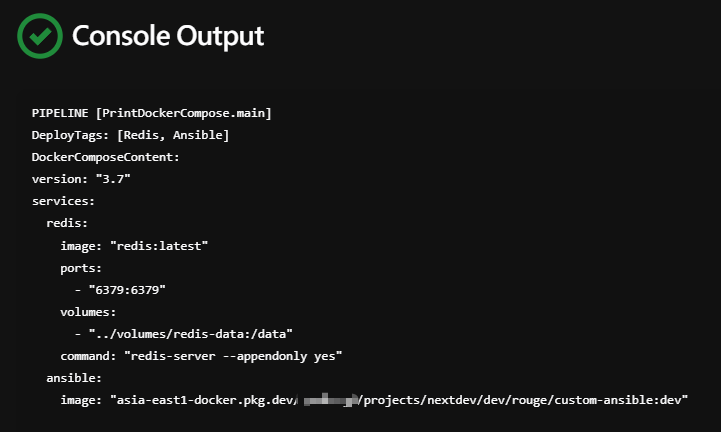 Console Output
PIPELINE [PrintDockerCompose.main]
DeployTags: [Redis, Ansible]
DockerComposeContent:
version: "3.7"
services:
  redis:
    image: "redis:latest"
    ports:
      - "6379:6379"
    volumes:
      - "../volumes/redis-data:/data"
    command: "redis-server --appendonly yes"
  ansible:
    image: "asia-east1-docker.pkg.dev/ /projects/nextdev/dev/rouge/custom-ansible:dev"